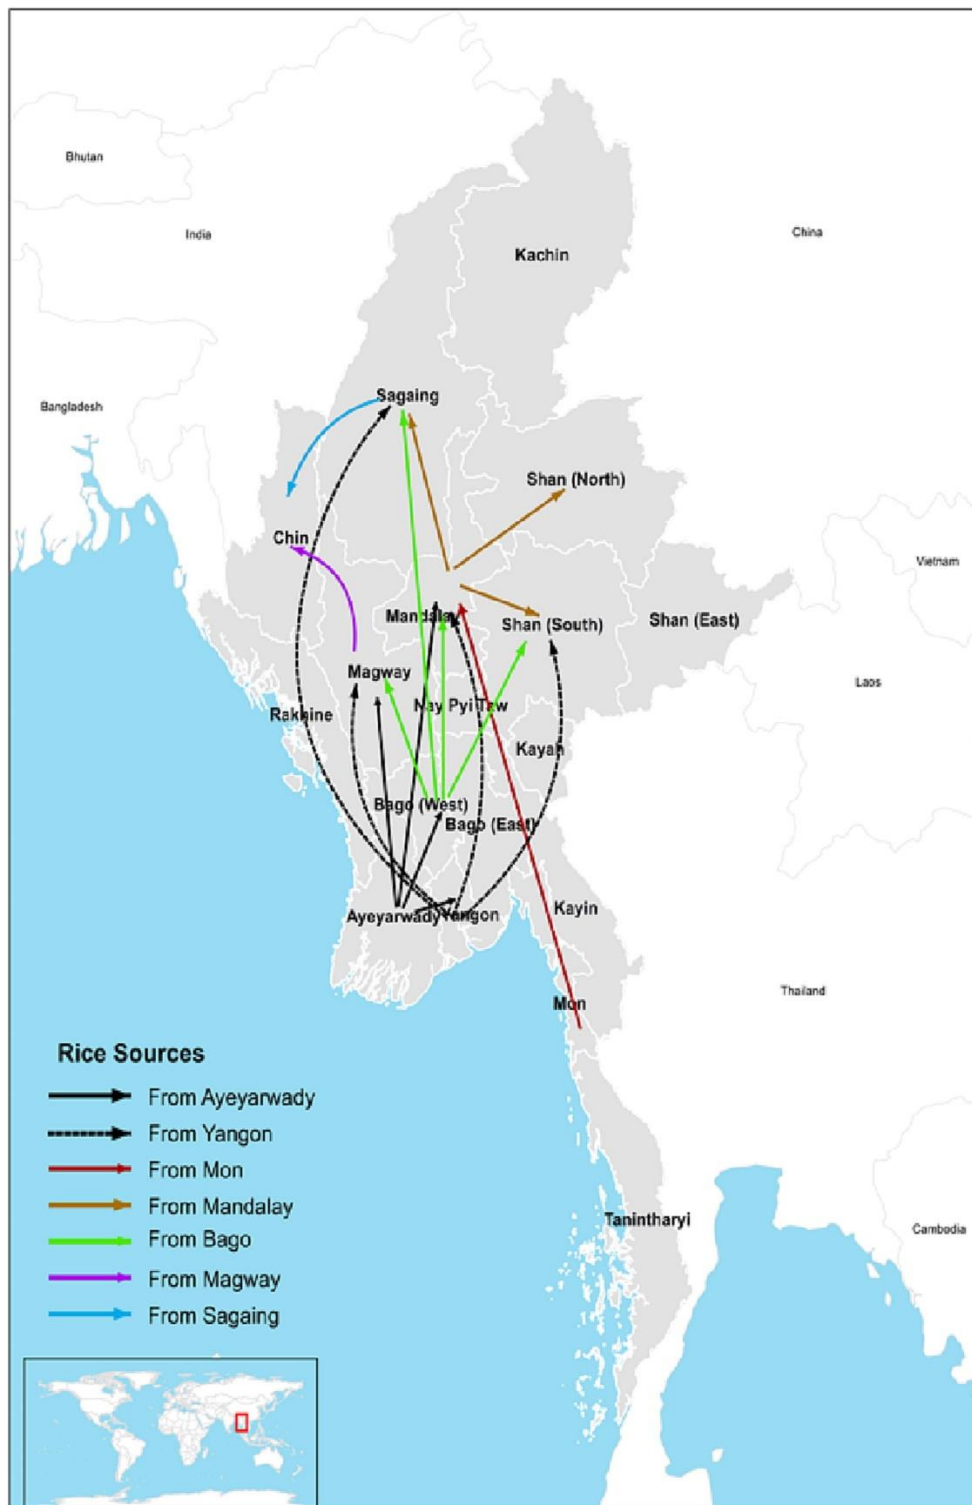 Bhutan
India
China
Kachin
Bangladesh
Sagaing
Shan (North)
Chin
Vietnam
Mandalay
Shan (South)
Shan (East)
Magway
Laos
Nay Pyi Taw
Rakhine
Kayah
Bago (West)
Bago (East)
Ayeyarwady
Yangon
Kayin
Thailand
Mon
Rice Sources
From Ayeyarwady
From Yangon
From Mon
From Mandalay
From Bago
From Magway
From Sagaing
Tanintharyi
Cambodia